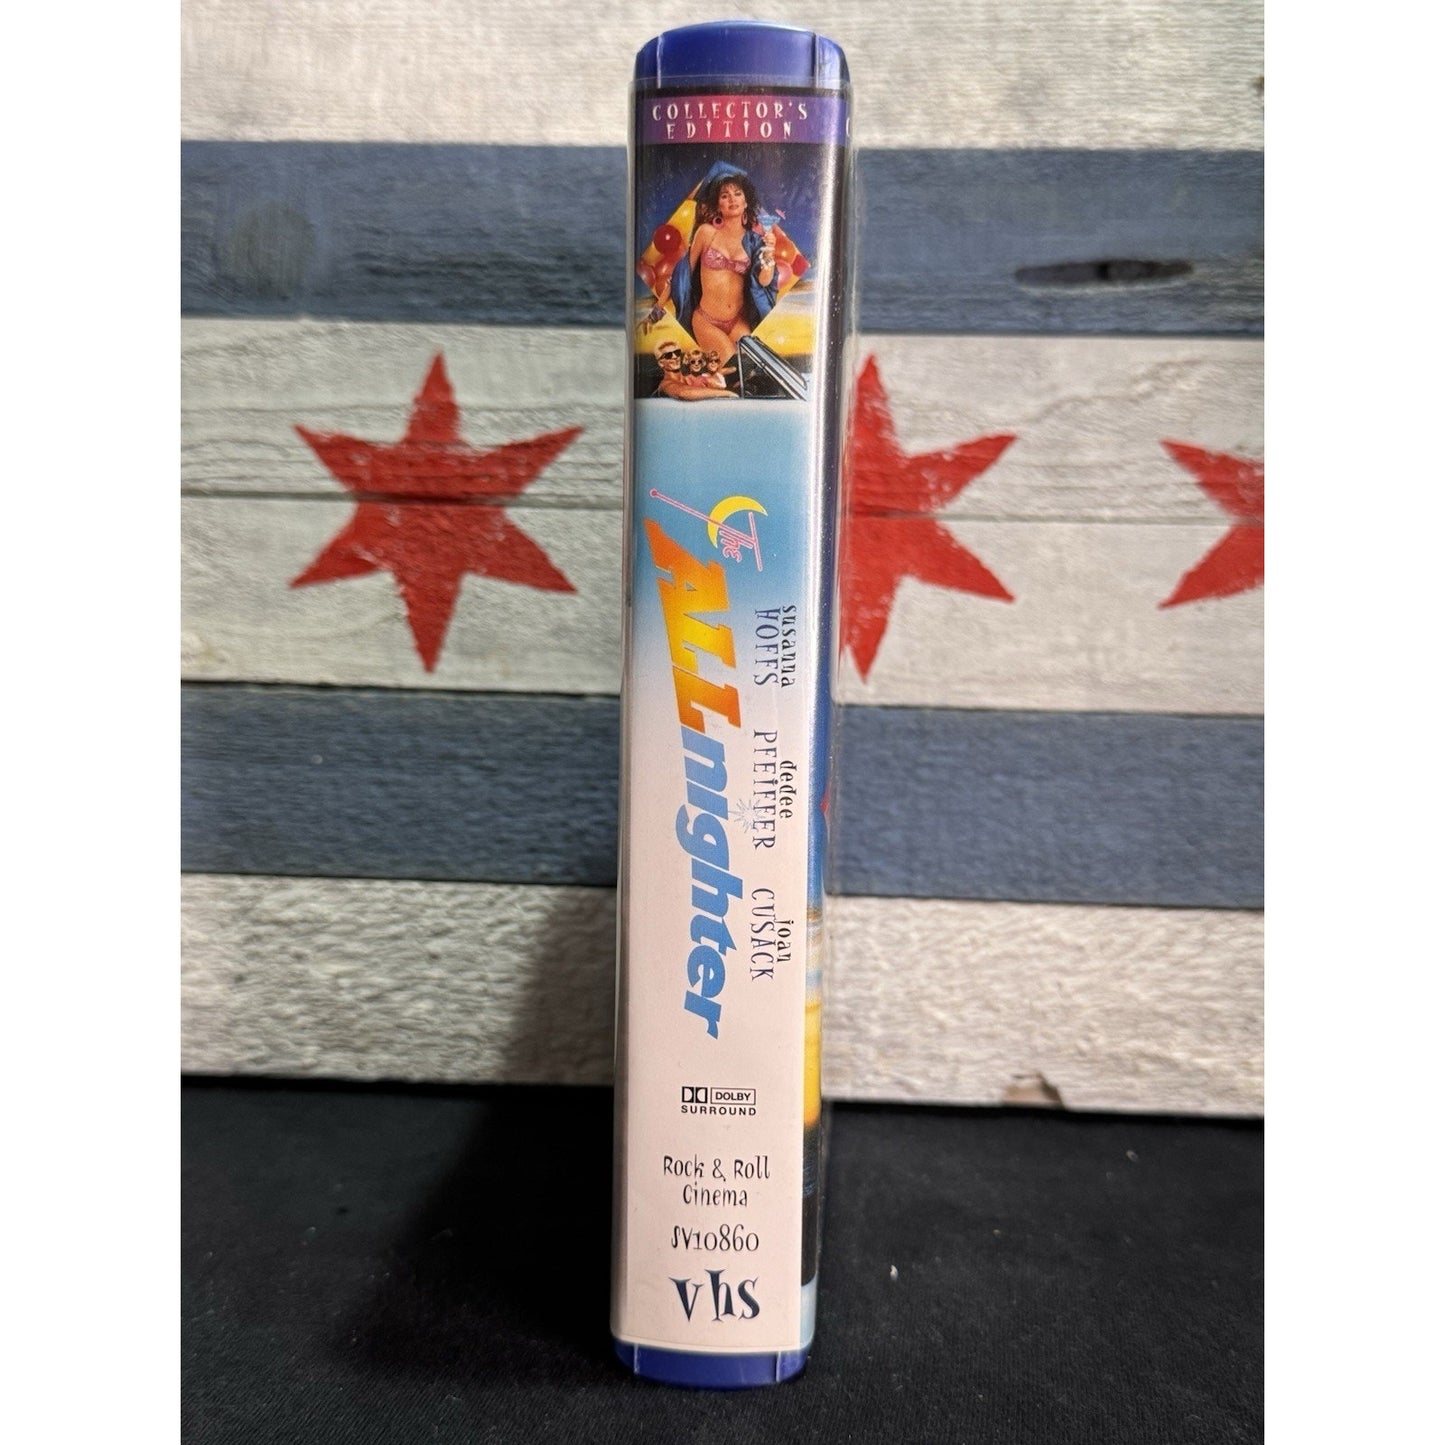 COLLECTOR'S
EDITION
The
ALLnighter
susanna
HOFFS
dedee
PFEIFFER
joan
CUSACK
DOLBY
SURROUND
Rock & Roll
Cinema
SV10860
vhs